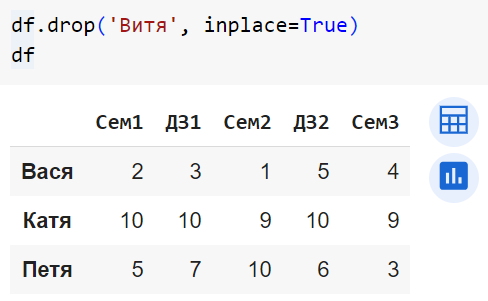 df.drop('Витя', inplace=True)
df
Сем1 ДЗ1 Сем2 ДЗ2 Сем3
Вася 2 3 1 5 4
Катя 10 10 9 10 9
Петя 5 7 10 6 3